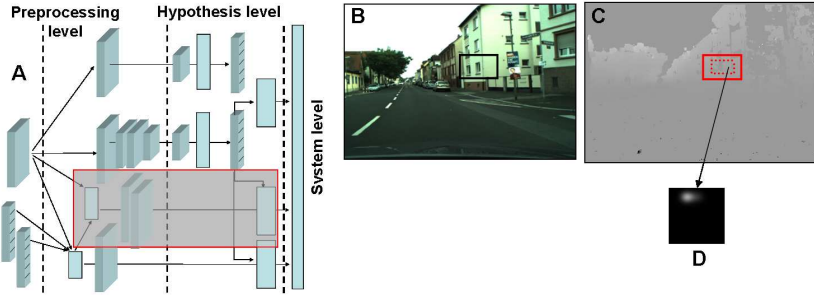 Preprocessing level
Hypothesis level
A
System level
B
C
D